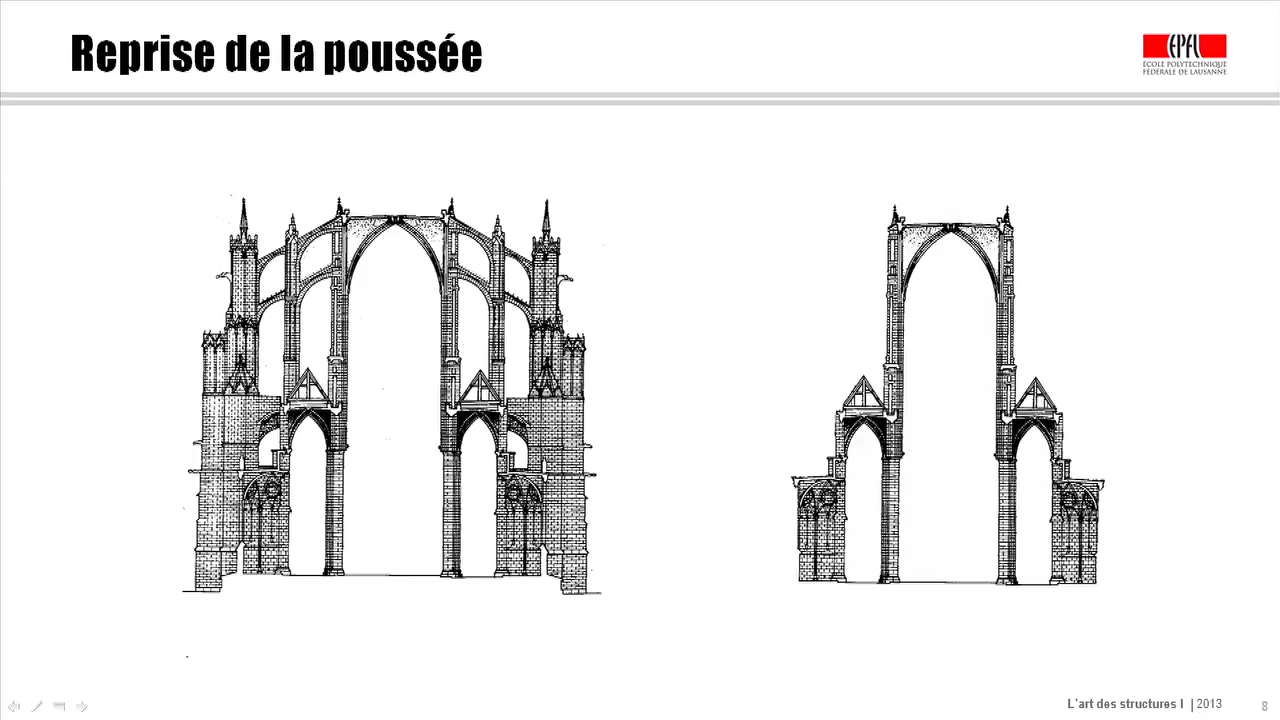 Reprise de la poussée
EPFL
ÉCOLE POLYTECHNIQUE
FÉDÉRALE DE LAUSANNE
L'art des structures I | 2013
8